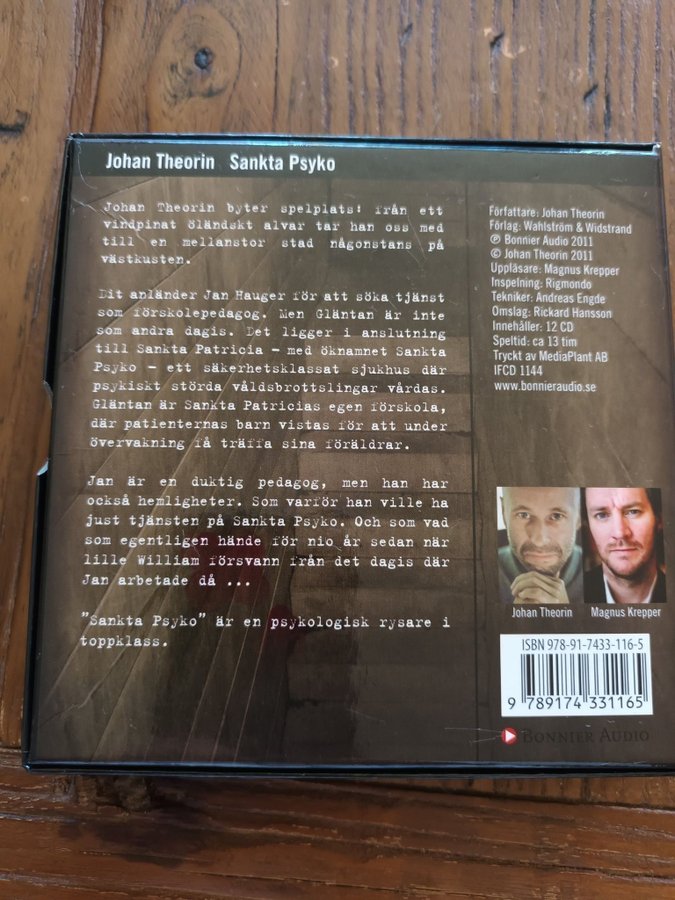 Johan Theorin Sankta Psyko
Johan Theorin byter spelplats! från ett
vindpinat öländskt alvar tar han oss med
till en mellanstor stad någonstans på
västkusten.
Dit anländer Jan Hauger för att söka tjänst
som förskolepedagog. Men Gläntan är inte
som andra dagis. Det ligger i anslutning
till Sankta Patricia – med öknamnet Sankta
Psyko – ett säkerhetsklassat sjukhus där
psykiskt störda våldsbrottslingar vårdas.
Gläntan är Sankta Patricias egen förskola,
där patienternas barn vistas för att under
övervakning få träffa sina föräldrar.
Jan är en duktig pedagog, men han har
också hemligheter. Som varför han ville ha
just tjänsten på Sankta Psyko. Och som vad
som egentligen hände för nio år sedan när
lille William försvann från det dagis där
Jan arbetade då ...
"Sankta Psyko" är en psykologisk rysare i
toppklass.
Författare: Johan Theorin
Förlag: Wahlström & Widstrand
℗ Bonnier Audio 2011
© Johan Theorin 2011
Uppläsare: Magnus Krepper
Inspelning: Rigmondo
Tekniker: Andreas Engde
Omslag: Rickard Hansson
Innehåller: 12 CD
Speltid: ca 13 tim
Tryckt av MediaPlant AB
IFCD 1144
www.bonnieraudio.se
Johan Theorin
Magnus Krepper
ISBN 978-91-7433-116-5
9 789174 331165
BONNIER AUDIO